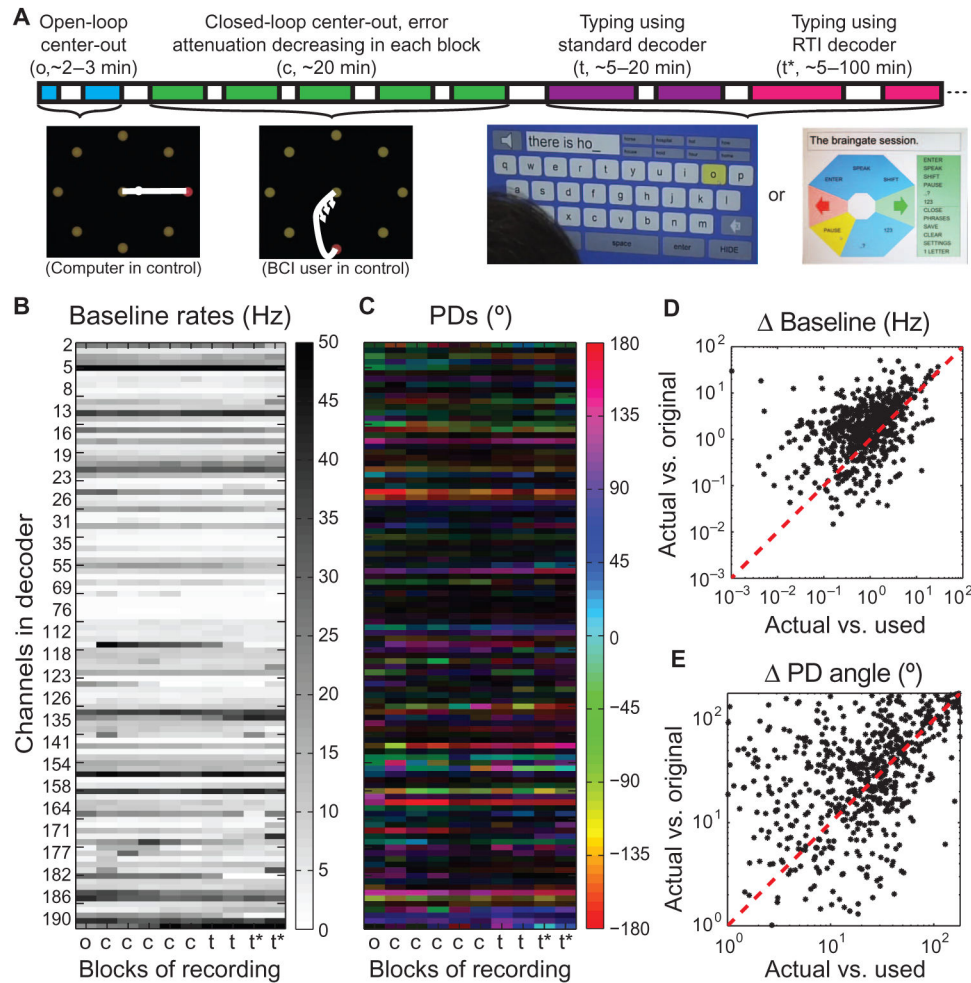 A
Open-loop
center-out
(o,~2–3 min)
Closed-loop center-out, error
attenuation decreasing in each block
(c, ~20 min)
Typing using
standard decoder
(t, ~5–20 min)
Typing using
RTI decoder
(t*, ~5–100 min)
(Computer in control)
(BCI user in control)
there is ho_
q w e r t y u i o p
a s d f g h j k l
x c v b n m
space enter HIDE
or
The braingate session.
ENTER SPEAK SHIFT
PAUSE .? 123
ENTER
SPEAK
SHIFT
PAUSE
.?
123
CLOSE
PHRASES
SAVE
CLEAR
SETTINGS
1 LETTER
B
Baseline rates (Hz)
Channels in decoder
2
5
8
13
16
19
23
26
31
35
55
69
76
112
118
123
126
135
141
154
158
164
171
177
182
186
190
o c c c c c t t t* t*
Blocks of recording
50
45
40
35
30
25
20
15
10
5
0
C
PDs (º)
o c c c c c t t t* t*
Blocks of recording
180
135
90
45
0
−45
−90
−135
−180
D
Δ Baseline (Hz)
Actual vs. original
10²
10¹
10⁰
10⁻¹
10⁻²
10⁻³
10⁻³ 10⁻² 10⁻¹ 10⁰ 10¹ 10²
Actual vs. used
E
Δ PD angle (º)
Actual vs. original
10²
10¹
10⁰
10⁰ 10¹ 10²
Actual vs. used